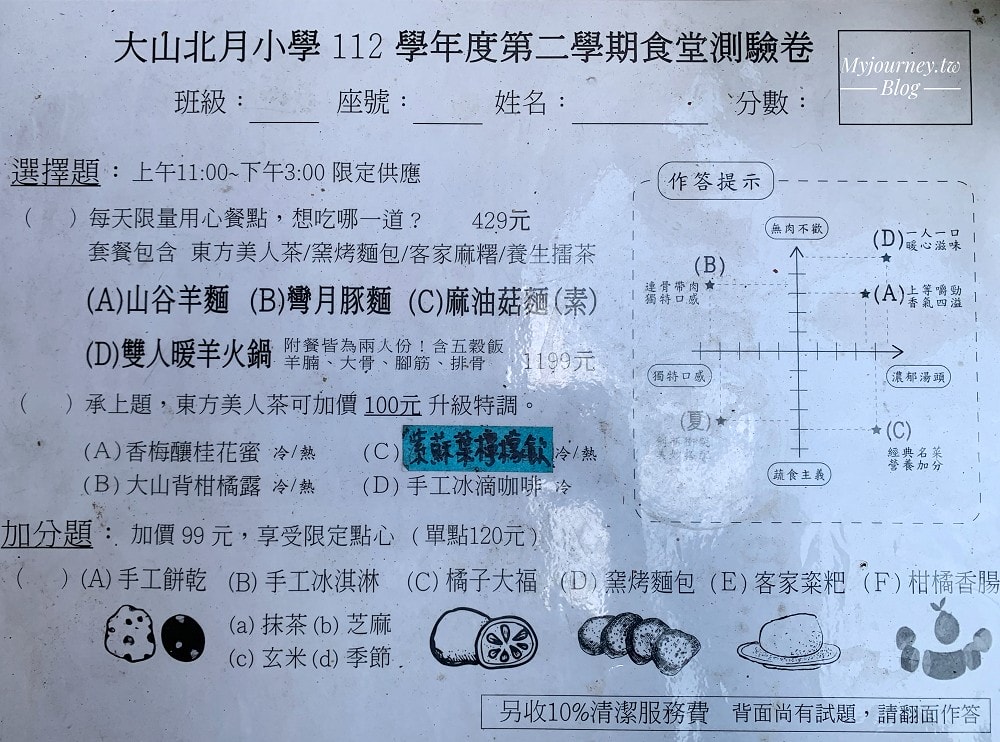 大山北月小學 112 學年度第二學期食堂測驗卷
Myjourney.tw
Blog
班級：　座號：　姓名：　分數：
選擇題：上午11:00~下午3:00 限定供應
（　）每天限量用心餐點，想吃哪一道？　429元
套餐包含 東方美人茶/窯烤麵包/客家麻糬/養生擂茶
(A)山谷羊麵 (B)彎月豚麵 (C)麻油菇麵(素)
(D)雙人暖羊火鍋 附餐皆為兩人份！含五穀飯
羊腩、大骨、腳筋、排骨 1199元
（　）承上題，東方美人茶可加價 100元 升級特調。
(A)香梅釀桂花蜜 冷/熱 (C)紫蘇葉檸檬飲 冷/熱
(B)大山背柑橘露 冷/熱 (D)手工冰滴咖啡 冷
作答提示
無肉不歡
(D)一人一口
暖心滋味
(B)
連骨帶肉
獨特口感
(A)上等嚼勁
香氣四溢
獨特口感
濃郁湯頭
(夏)
(C)
經典名菜
營養加分
蔬食主義
加分題：加價 99 元，享受限定點心（單點120元）
（　）(A)手工餅乾 (B)手工冰淇淋 (C)橘子大福 (D)窯烤麵包 (E)客家粢粑 (F)柑橘香腸
(a) 抹茶 (b) 芝麻
(c) 玄米 (d) 季節
另收10%清潔服務費　背面尚有試題，請翻面作答